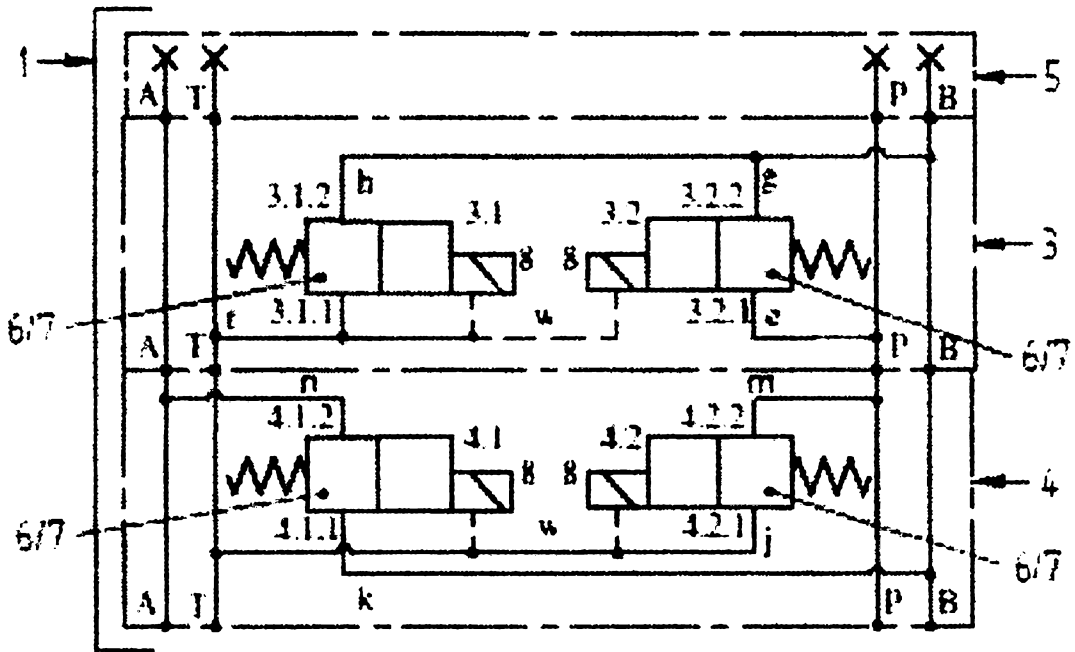 1
5
A T P B
h g
3.1.2 3.1 3.2 3.2.2
8 8
3
t 3.1.1 u 3.2.1 e
6/7 6/7
A T P B
n m
4.1.2 4.1 4.2 4.2.2
8 8
4
6/7 4.1.1 w 4.2.1 j
6/7
A T k P B